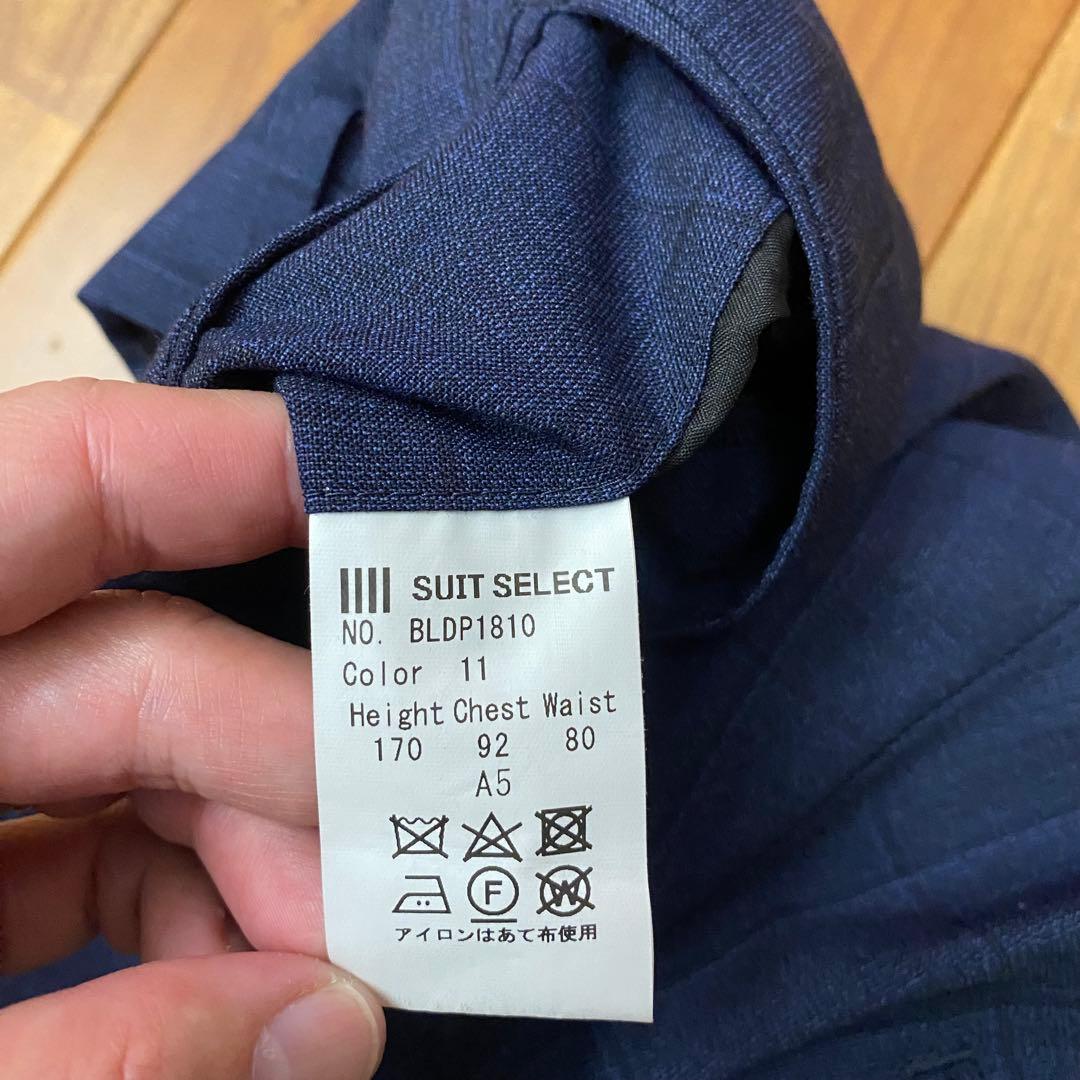 SUIT SELECT
NO. BLDP1810
Color 11
Height Chest Waist
170 92 80
A5
F W
アイロンはあて布使用